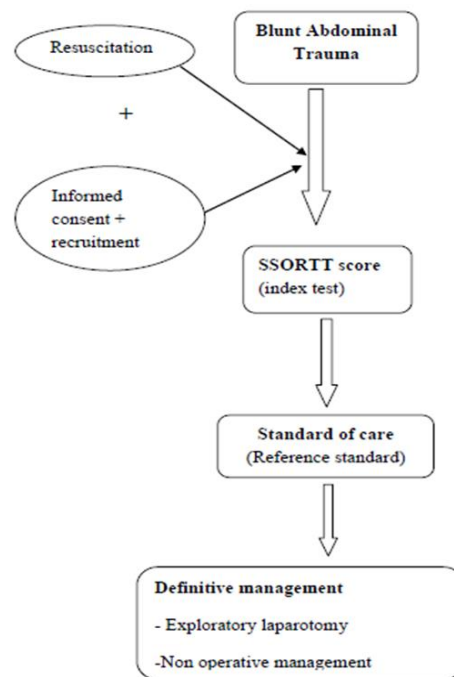 Resuscitation
+
Informed
consent +
recruitment
Blunt Abdominal
Trauma
SSORTT score
(index test)
Standard of care
(Reference standard)
Definitive management
- Exploratory laparotomy
-Non operative management